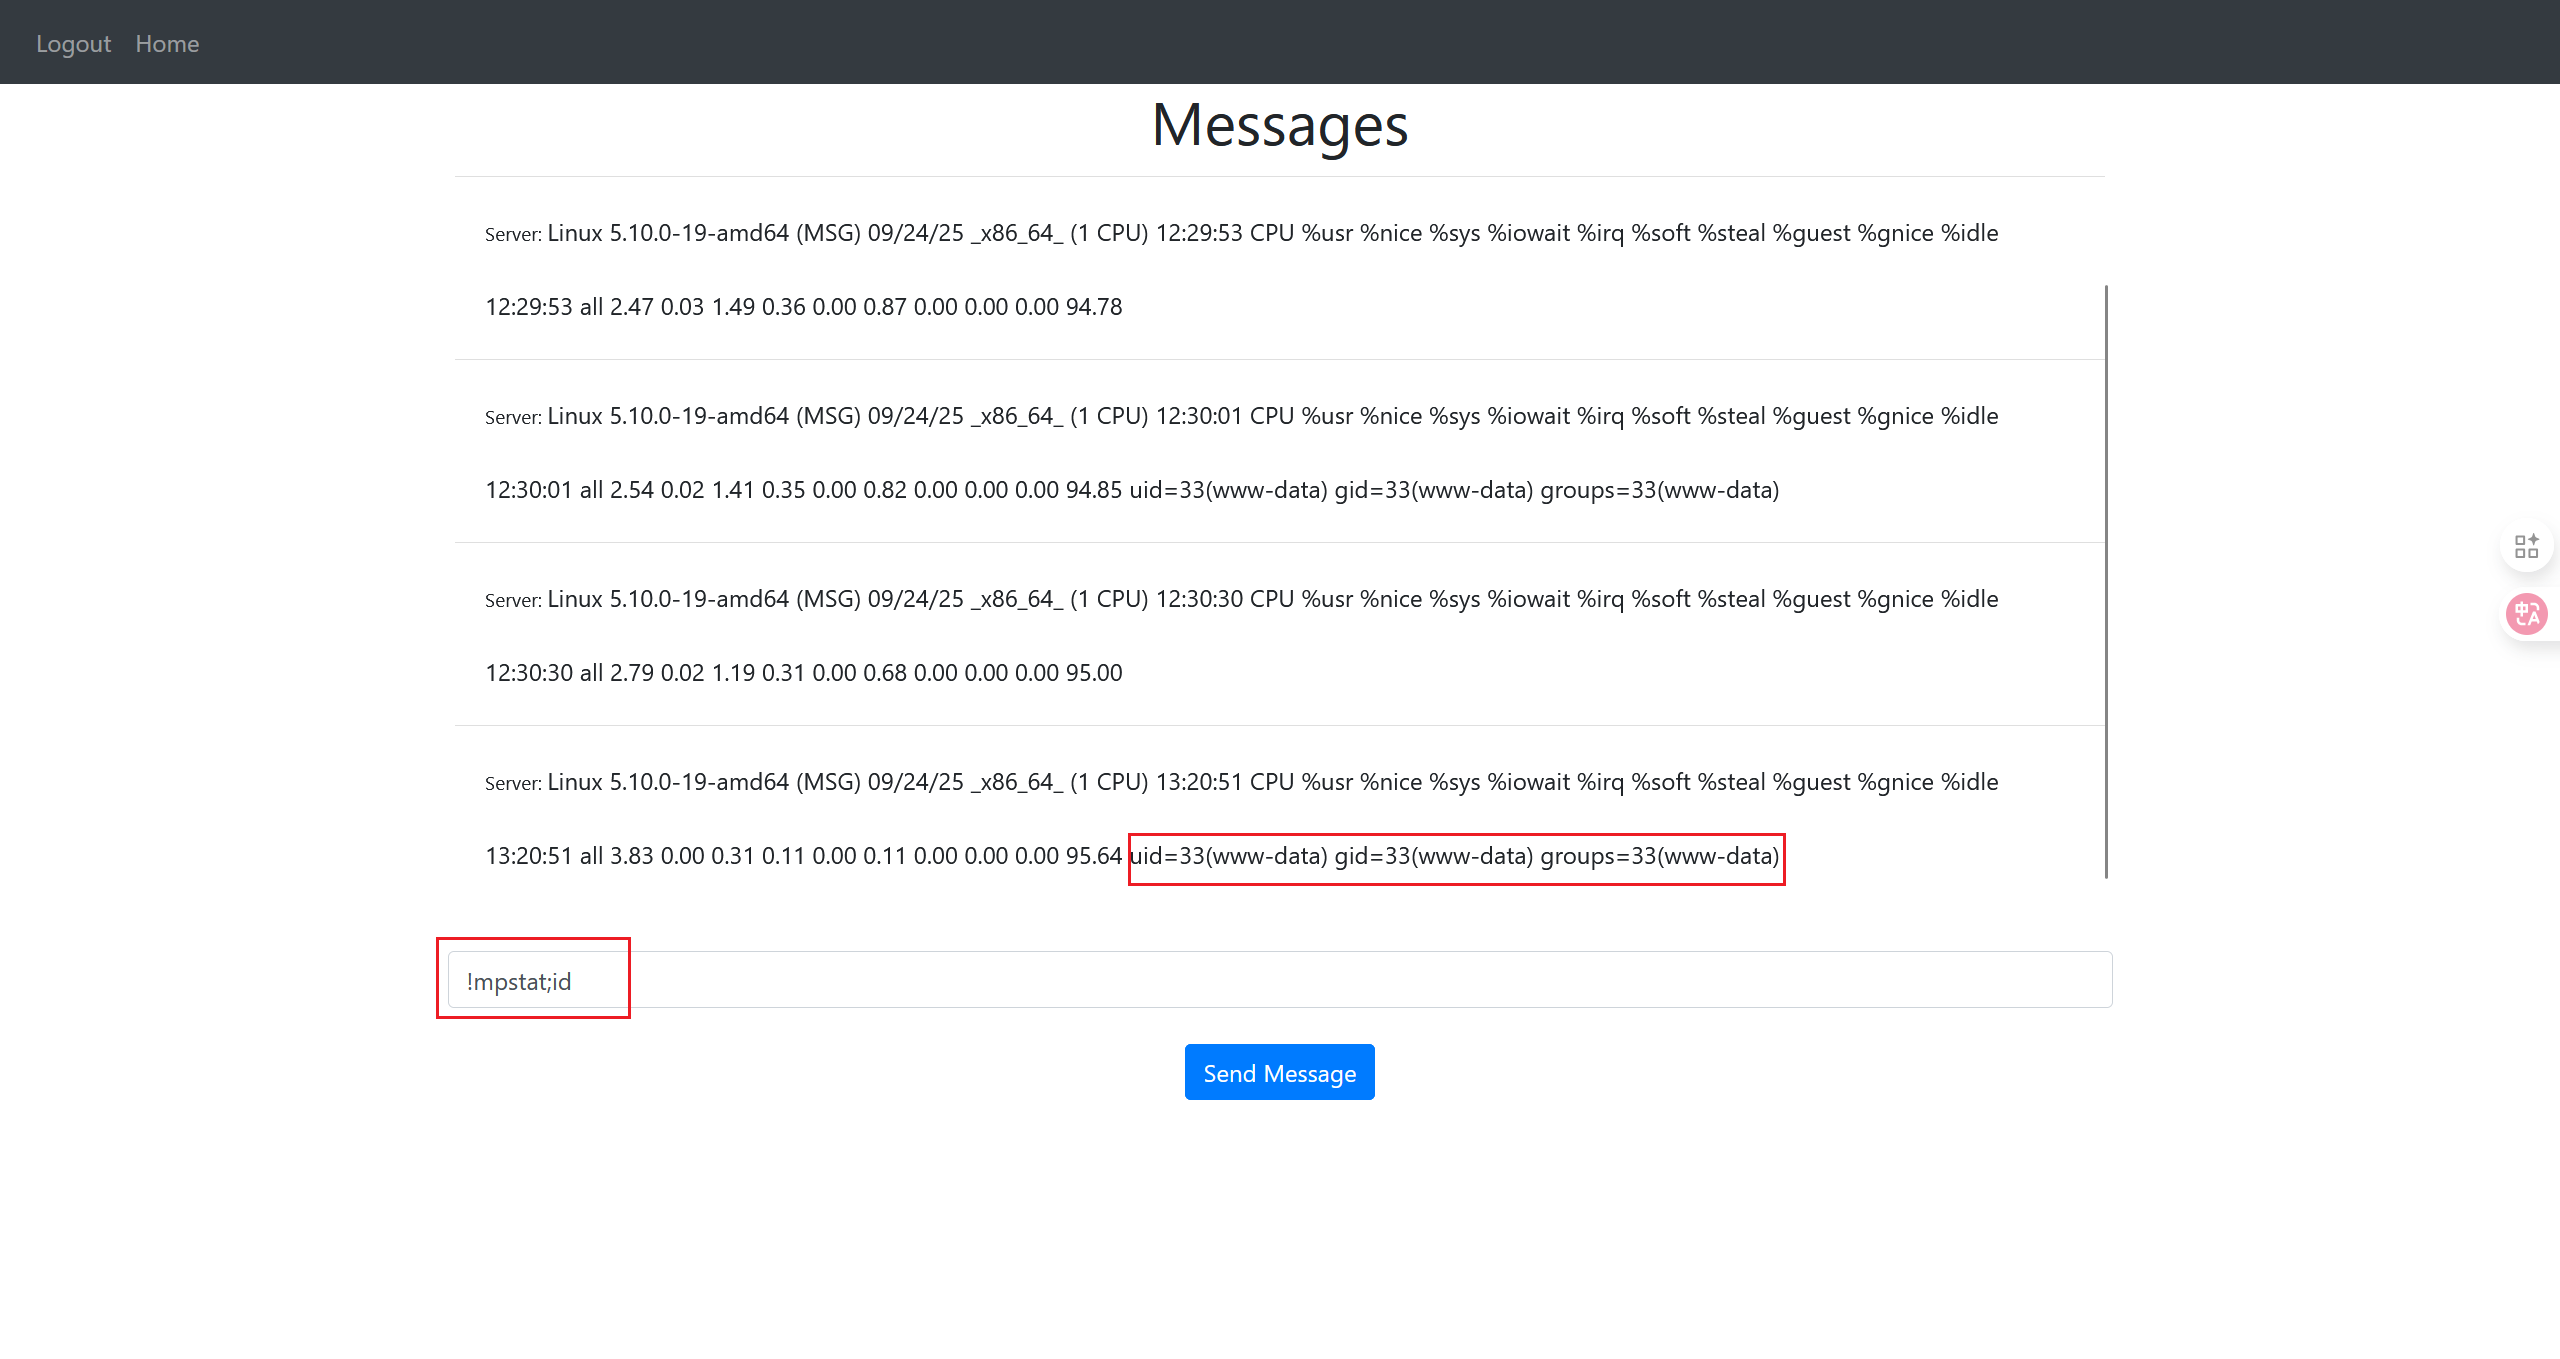 Logout Home
Messages
Server: Linux 5.10.0-19-amd64 (MSG) 09/24/25 _x86_64_ (1 CPU) 12:29:53 CPU %usr %nice %sys %iowait %irq %soft %steal %guest %gnice %idle
12:29:53 all 2.47 0.03 1.49 0.36 0.00 0.87 0.00 0.00 0.00 94.78
Server: Linux 5.10.0-19-amd64 (MSG) 09/24/25 _x86_64_ (1 CPU) 12:30:01 CPU %usr %nice %sys %iowait %irq %soft %steal %guest %gnice %idle
12:30:01 all 2.54 0.02 1.41 0.35 0.00 0.82 0.00 0.00 0.00 94.85 uid=33(www-data) gid=33(www-data) groups=33(www-data)
Server: Linux 5.10.0-19-amd64 (MSG) 09/24/25 _x86_64_ (1 CPU) 12:30:30 CPU %usr %nice %sys %iowait %irq %soft %steal %guest %gnice %idle
12:30:30 all 2.79 0.02 1.19 0.31 0.00 0.68 0.00 0.00 0.00 95.00
Server: Linux 5.10.0-19-amd64 (MSG) 09/24/25 _x86_64_ (1 CPU) 13:20:51 CPU %usr %nice %sys %iowait %irq %soft %steal %guest %gnice %idle
13:20:51 all 3.83 0.00 0.31 0.11 0.00 0.11 0.00 0.00 0.00 95.64 uid=33(www-data) gid=33(www-data) groups=33(www-data)
!mpstat;id
Send Message
中A